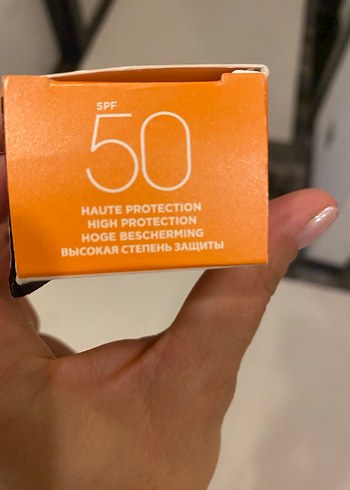 SPF
50
HAUTE PROTECTION
HIGH PROTECTION
HOGE BESCHERMING
ВЫСОКАЯ СТЕПЕНЬ ЗАЩИТЫ